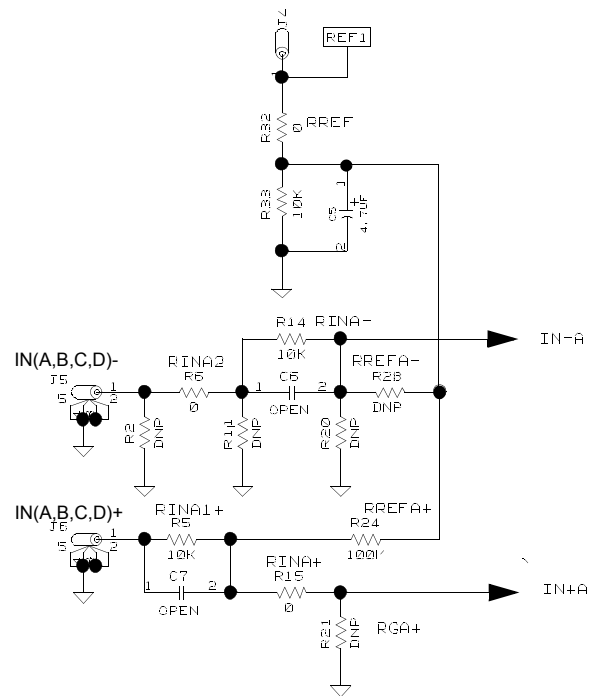 J4
REF1
R32
0
RREF
R33
10K
1
C5
+
4.7UF
2
R14
RINA-
10K
IN-A
IN(A,B,C,D)-
J5
1
5
2
RINA2
R6
0
1
C6
2
OPEN
RREFA-
R28
DNP
R2
DNP
R11
DNP
R20
DNP
IN(A,B,C,D)+
J6
1
5
2
RINA1+
R5
10K
RREFA+
R24
100K
1
C7
2
OPEN
RINA+
R15
0
IN+A
R21
DNP
RGA+